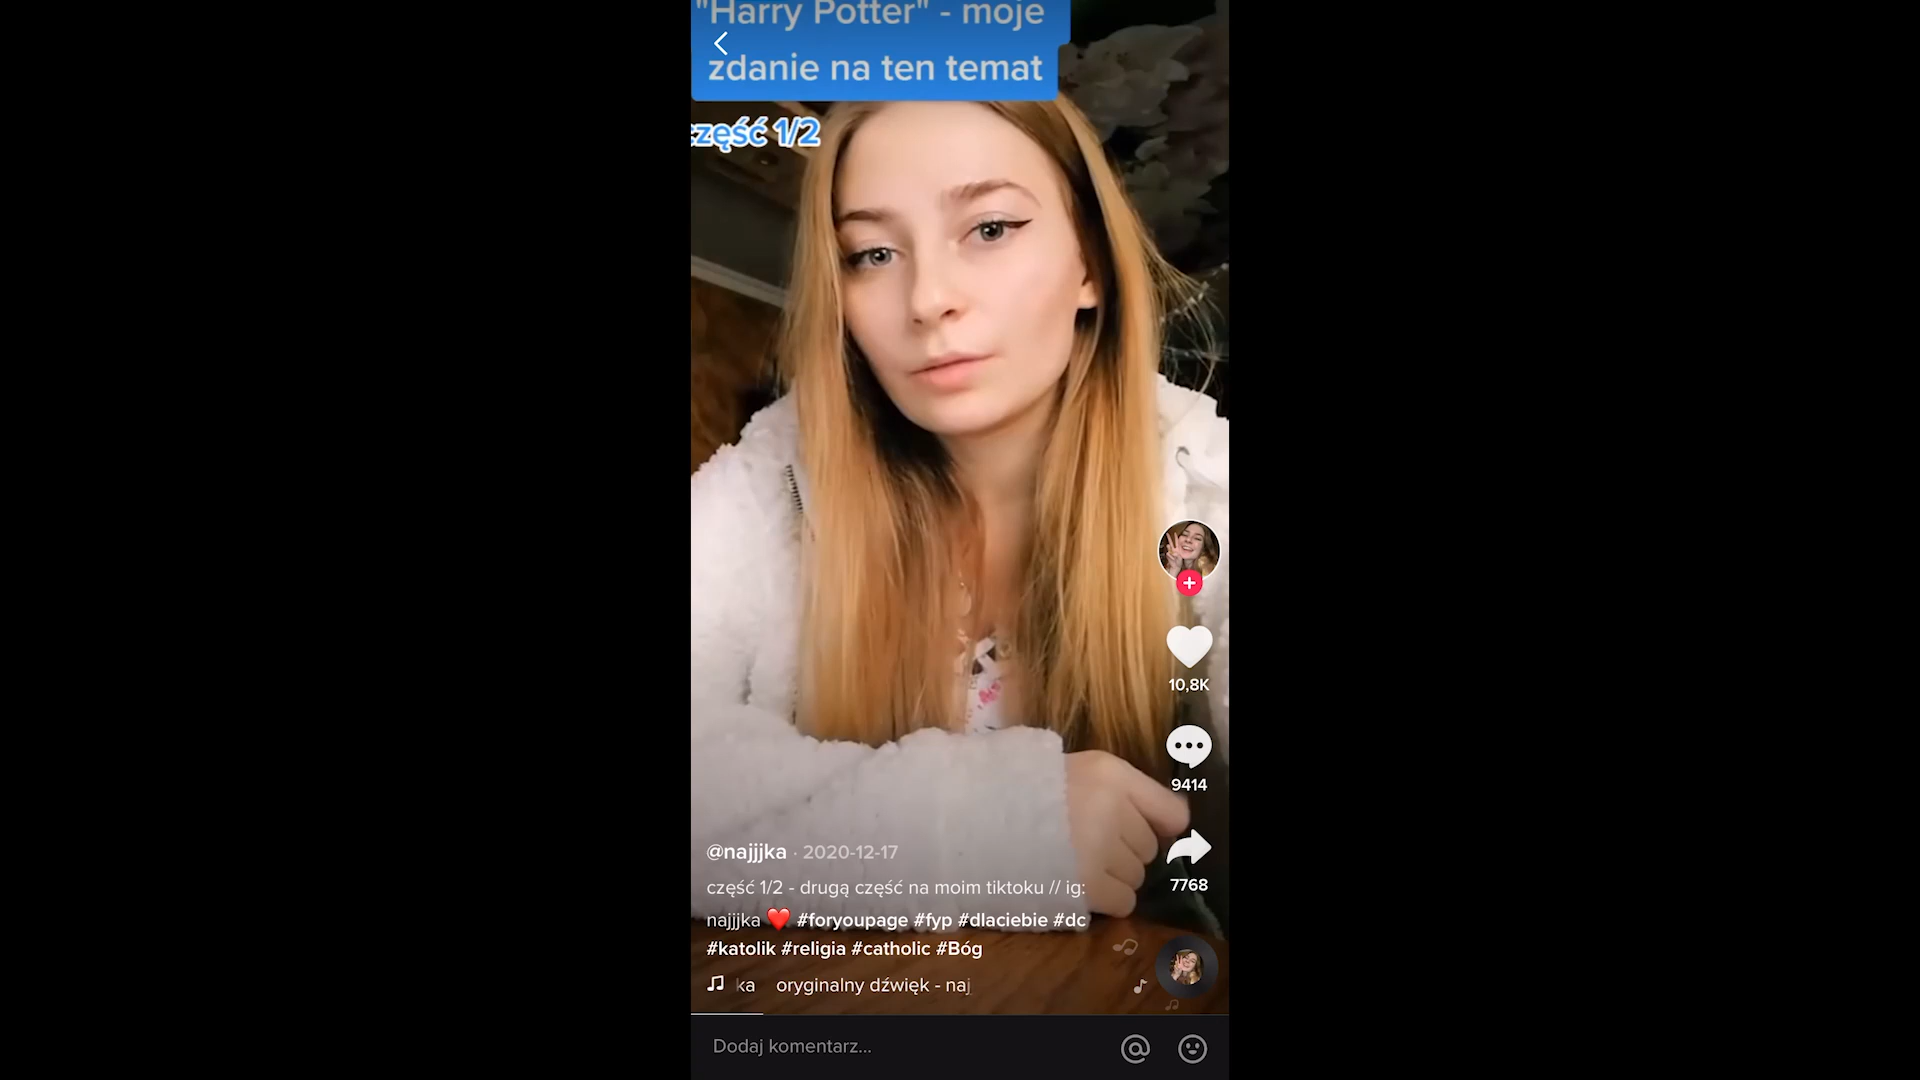 "Harry Potter" - moje
zdanie na ten temat
część 1/2
10,8K
9414
7768
@najjjka · 2020-12-17
część 1/2 - drugą część na moim tiktoku // ig:
najjjka ❤️ #foryoupage #fyp #dlaciebie #dc
#katolik #religia #catholic #Bóg
ka oryginalny dźwięk - naj
Dodaj komentarz...